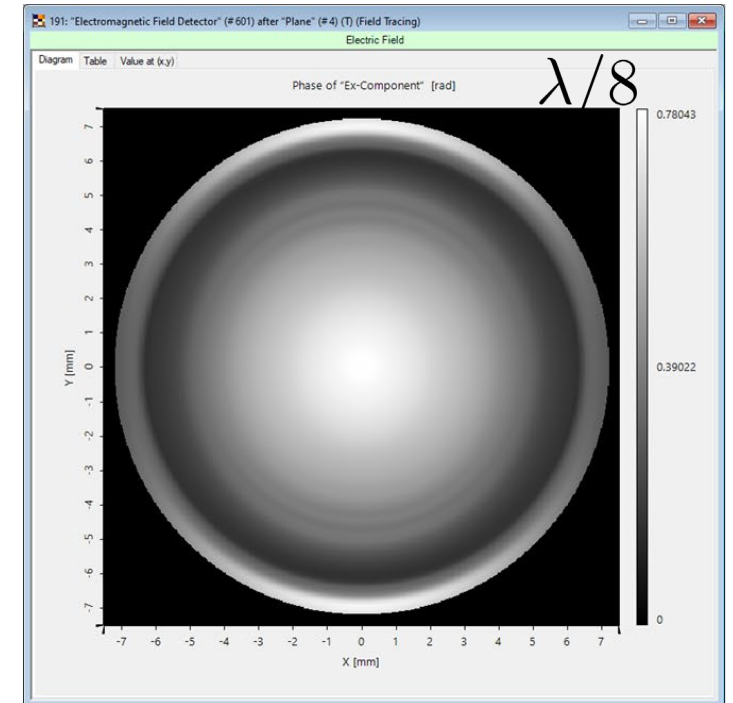 191: "Electromagnetic Field Detector" (# 601) after "Plane" (# 4) (T) (Field Tracing)
Electric Field
Diagram Table Value at (x,y)
λ/8
Phase of "Ex-Component" [rad]
0.78043
0.39022
0
Y [mm]
7
6
5
4
3
2
1
0
-1
-2
-3
-4
-5
-6
-7
-7 -6 -5 -4 -3 -2 -1 0 1 2 3 4 5 6 7
X [mm]